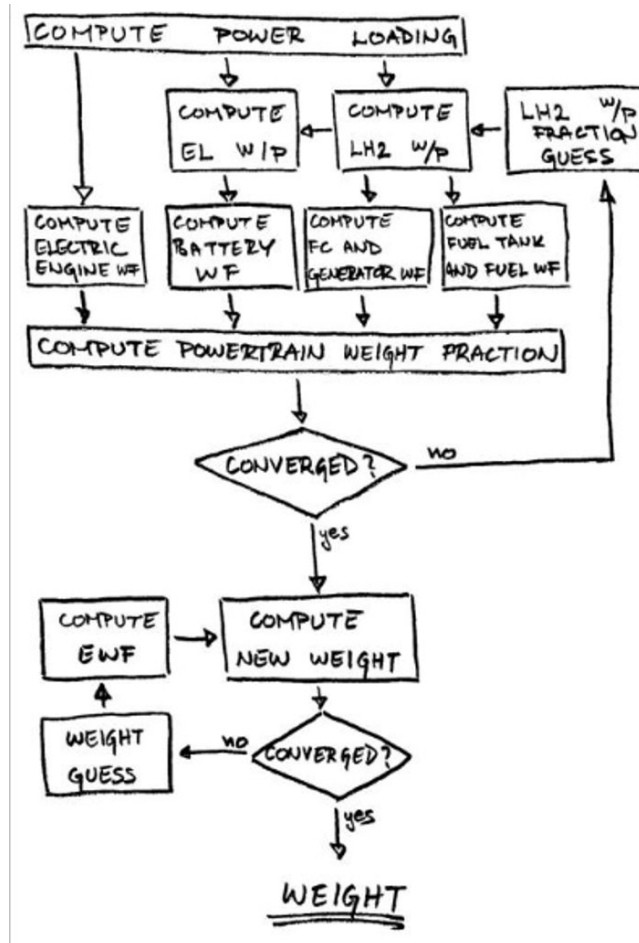 COMPUTE POWER LOADING
COMPUTE
EL W/P
COMPUTE
LH2 W/P
LH2 W/P
FRACTION
GUESS
COMPUTE
ELECTRIC
ENGINE WF
COMPUTE
BATTERY
WF
COMPUTE
FC AND
GENERATOR WF
COMPUTE
FUEL TANK
AND FUEL WF
COMPUTE POWERTRAIN WEIGHT FRACTION
CONVERGED?
no
yes
COMPUTE
EWF
COMPUTE
NEW WEIGHT
WEIGHT
GUESS
no
CONVERGED?
yes
WEIGHT